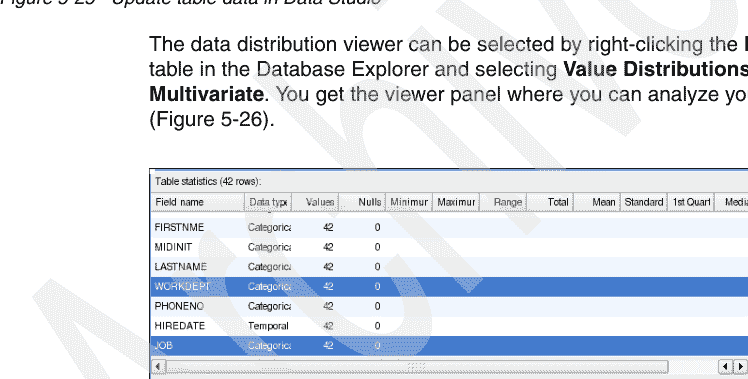 Figure 5-25 Update table data in Data Studio
The data distribution viewer can be selected by right-clicking the
table in the Database Explorer and selecting Value Distributions
Multivariate. You get the viewer panel where you can analyze yo
(Figure 5-26).
Table statistics (42 rows):
Field name Data type Values Nulls Minimur Maximur Range Total Mean Standard 1st Quart Media
FIRSTNME Categorica 42 0
MIDINIT Categorica 42 0
LASTNAME Categorica 42 0
WORKDEPT Categorica 42 0
PHONENO Categorica 42 0
HIREDATE Temporal 42 0
JOB Categorica 42 0